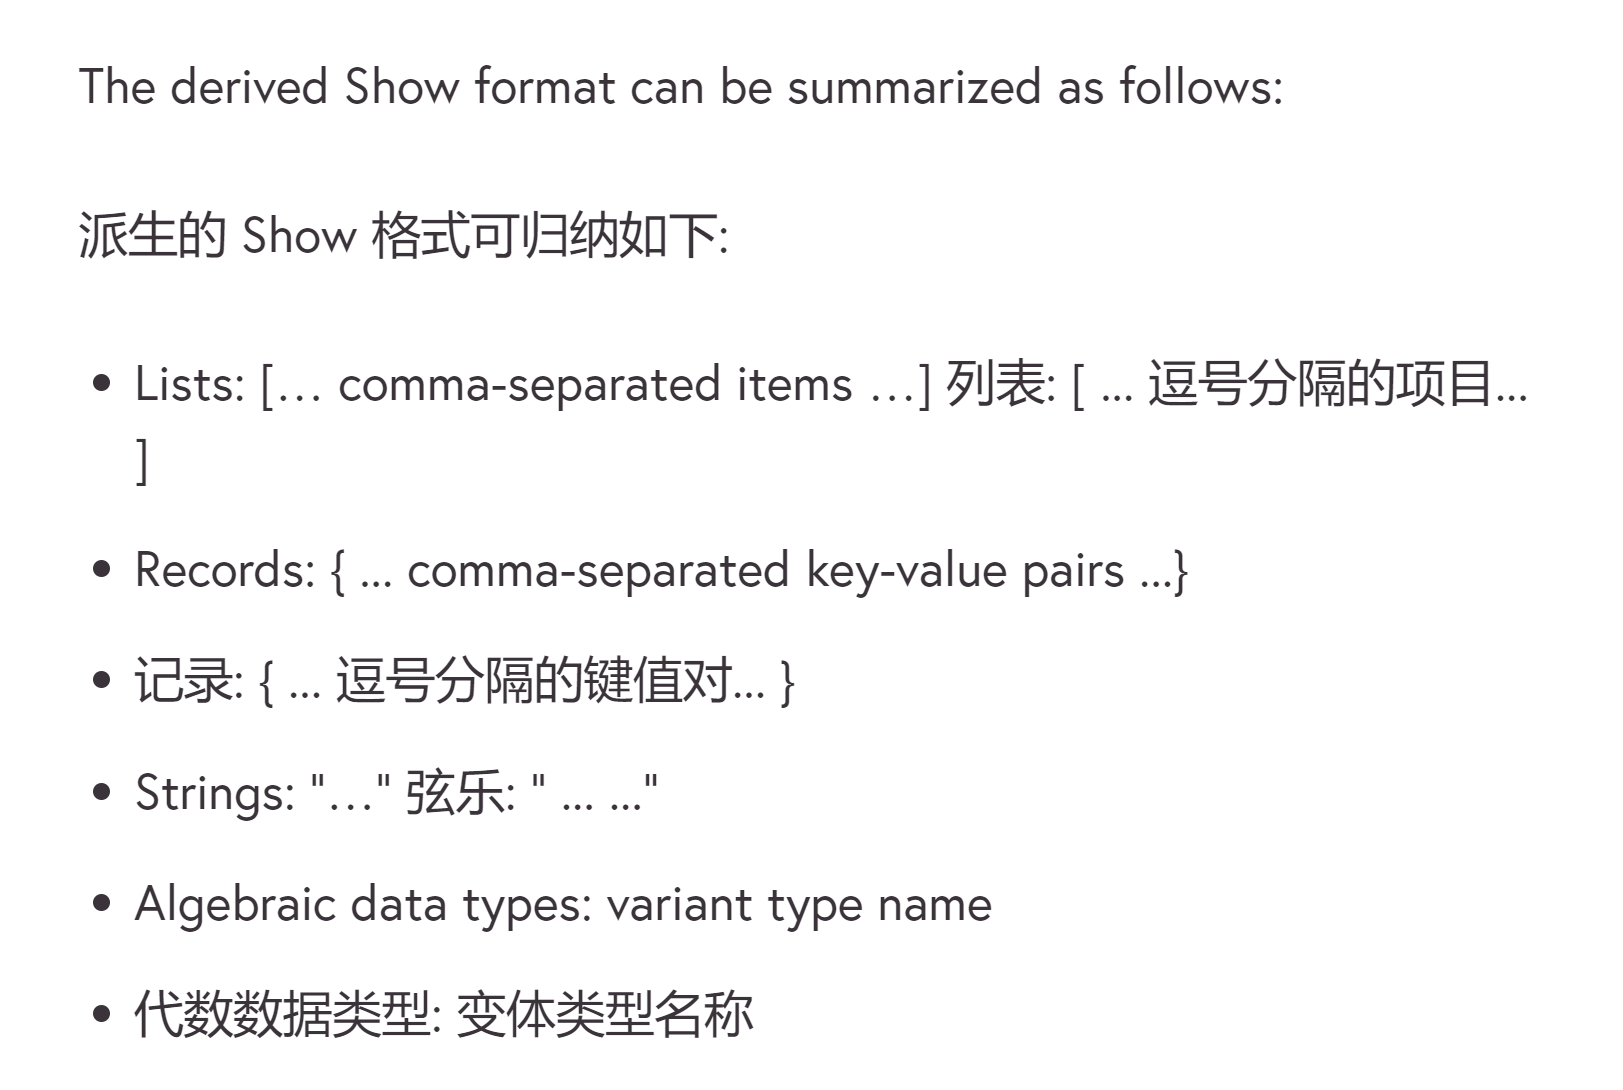 The derived Show format can be summarized as follows:
派生的 Show 格式可归纳如下:
• Lists: [… comma-separated items …] 列表: [ ... 逗号分隔的项目...
]
• Records: { ... comma-separated key-value pairs ...}
• 记录: { ... 逗号分隔的键值对... }
• Strings: "…" 弦乐: " ... ..."
• Algebraic data types: variant type name
• 代数数据类型: 变体类型名称